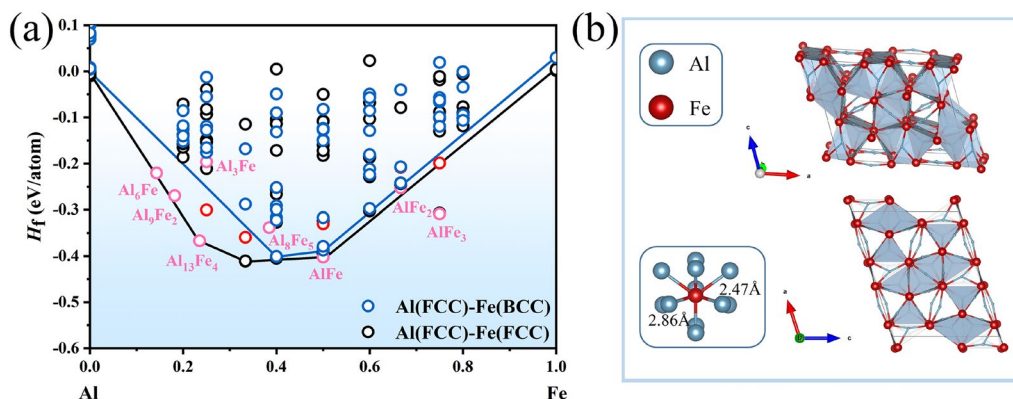 (a)
0.1
0.0
-0.1
-0.2
-0.3
-0.4
-0.5
-0.6
Hf (eV/atom)
Al6Fe
Al9Fe2
Al3Fe
Al13Fe4
Al8Fe5
AlFe
AlFe2
AlFe3
Al(FCC)-Fe(BCC)
Al(FCC)-Fe(FCC)
0.0 0.2 0.4 0.6 0.8 1.0
Al Fe
(b)
Al
Fe
c
a
2.47Å
2.86Å
a
c